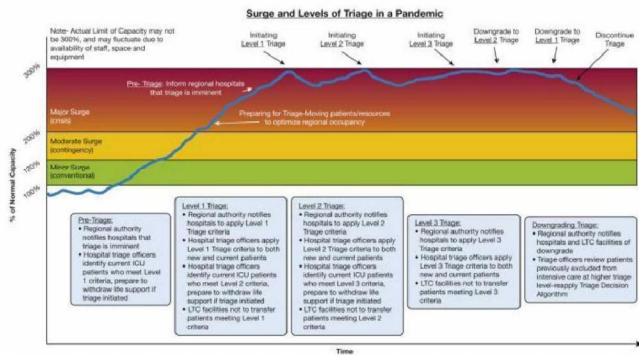 Surge and Levels of Triage in a Pandemic
Note- Actual Limit of Capacity may not
be 300%, and may fluctuate due to
availability of staff, space and
equipment
Initiating
Level 1 Triage
Initiating
Level 2 Triage
Initiating
Level 3 Triage
Downgrade to
Level 2 Triage
Downgrade to
Level 1 Triage
Discontinue
Triage
300%
Pre- Triage: Inform regional hospitals
that triage is imminent
Major Surge
(crisis)
Preparing for Triage-Moving patients/resources
to optimize regional occupancy
200%
Moderate Surge
(contingency)
120%
Minor Surge
(conventional)
100%
% of Normal Capacity
Pre-Triage:
• Regional authority
notifies hospitals that
triage is imminent
• Hospital triage officers
identify current ICU
patients who meet Level
1 criteria, prepare to
withdraw life support if
triage initiated
Level 1 Triage:
• Regional authority notifies
hospitals to apply Level 1
Triage criteria
• Hospital triage officers apply
Level 1 Triage criteria to both
new and current patients
• Hospital triage officers
identify current ICU patients
who meet Level 2 criteria,
prepare to withdraw life
support if triage initiated
• LTC facilities not to transfer
patients meeting Level 1
criteria
Level 2 Triage:
• Regional authority notifies
hospitals to apply Level 2
Triage criteria
• Hospital triage officers apply
Level 2 Triage criteria to both
new and current patients
• Hospital triage officers
identify current ICU patients
who meet Level 3 criteria,
prepare to withdraw life
support if triage initiated
• LTC facilities not to transfer
patients meeting Level 2
criteria
Level 3 Triage:
• Regional authority notifies
hospitals to apply Level 3
Triage criteria
• Hospital triage officers apply
Level 3 Triage criteria to both
new and current patients
• LTC facilities not to transfer
patients meeting Level 3
criteria
Downgrading Triage:
• Regional authority notifies
hospitals and LTC facilities of
downgrade
• Triage officers review patients
previously excluded from
intensive care at higher triage
level-reapply Triage Decision
Algorithm
Time